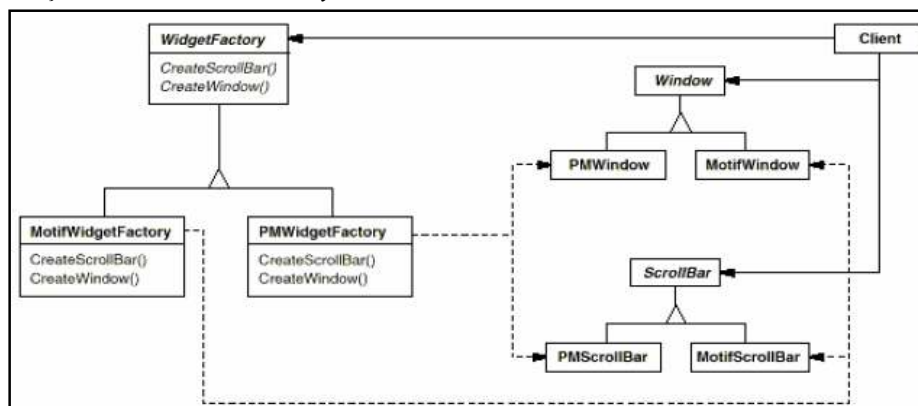 WidgetFactory
CreateScrollBar()
CreateWindow()
Client
Window
PMWindow
MotifWindow
MotifWidgetFactory
CreateScrollBar()
CreateWindow()
PMWidgetFactory
CreateScrollBar()
CreateWindow()
ScrollBar
PMScrollBar
MotifScrollBar